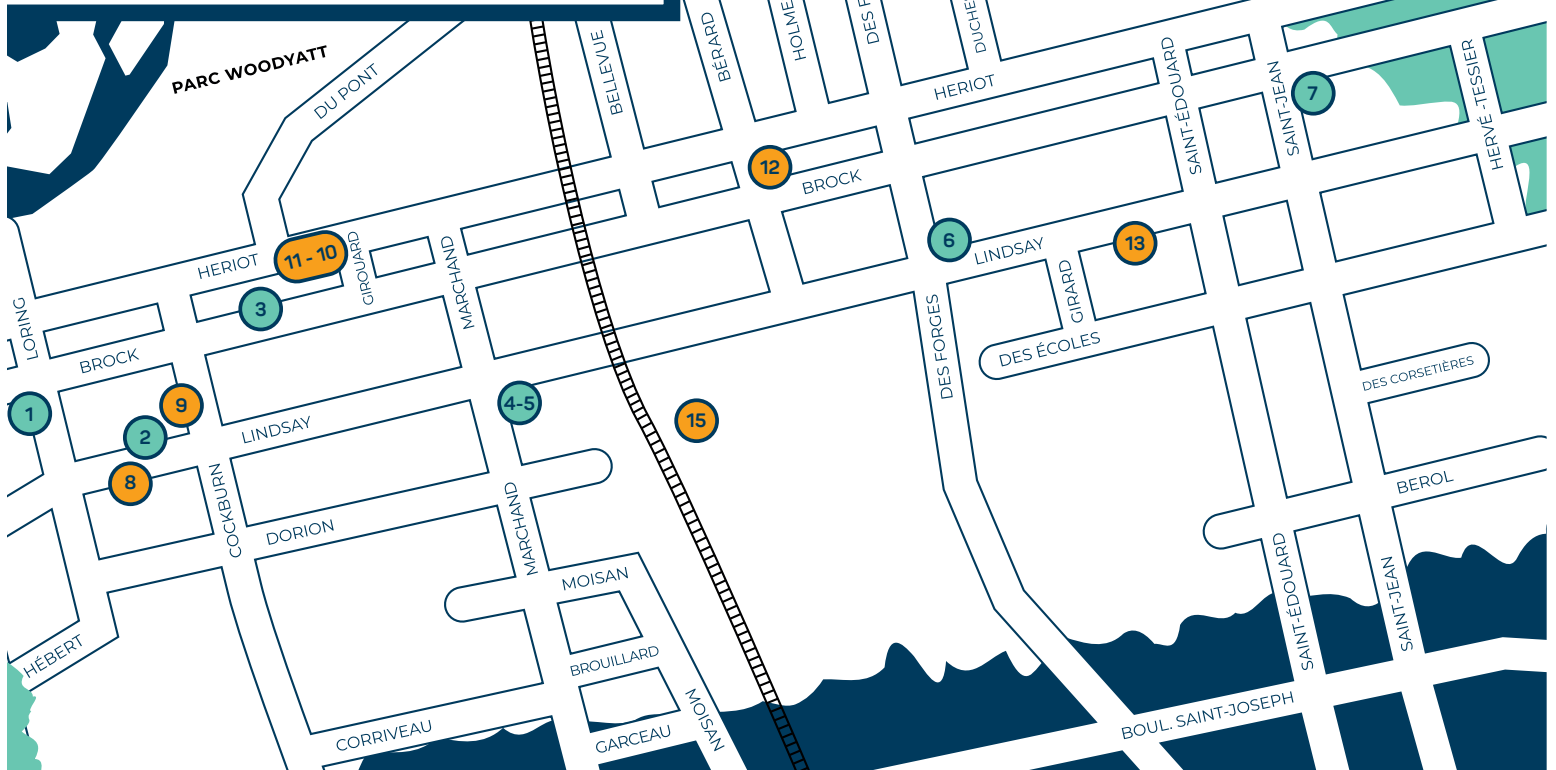 PARC WOODYATT
DU PONT
BELLEVUE
BÉRARD
HOLME
DES F
DUCHE
HERIOT
SAINT-ÉDOUARD
SAINT-JEAN
7
HERVÉ -TESSIER
12
BROCK
6
LINDSAY
13
GIRARD
DES ÉCOLES
DES FORGES
DES CORSETIÈRES
BEROL
HERIOT
11 - 10
GIROUARD
MARCHAND
3
LORING
BROCK
1
9
2
8
LINDSAY
4-5
15
COCKBURN
DORION
MARCHAND
MOISAN
BROUILLARD
MOISAN
GARCEAU
CORRIVEAU
HÉBERT
SAINT-ÉDOUARD
SAINT-JEAN
BOUL. SAINT-JOSEPH